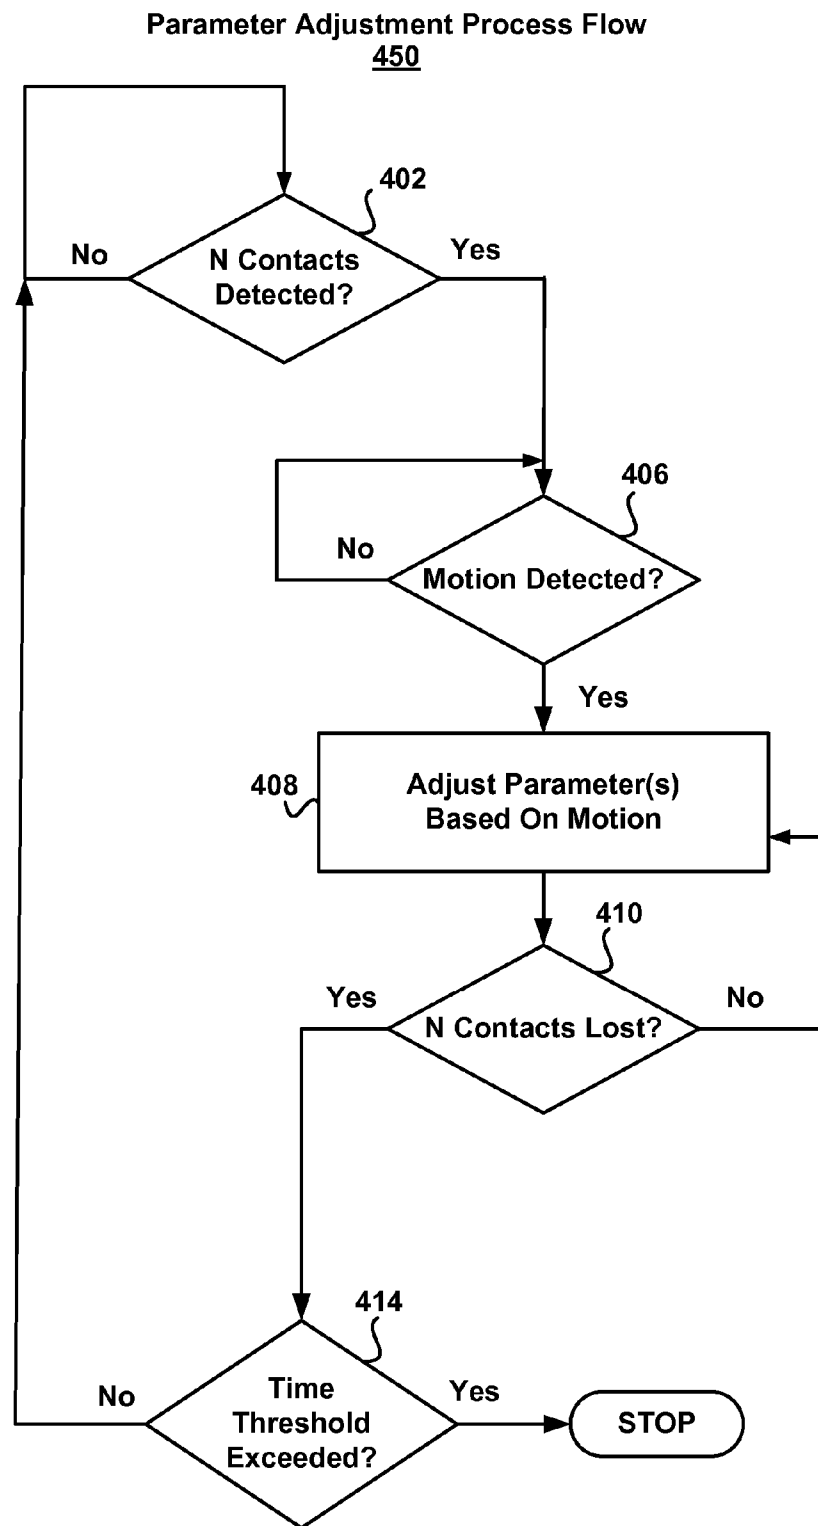 Parameter Adjustment Process Flow
450
402
No
Yes
N Contacts
Detected?
406
No
Motion Detected?
Yes
408
Adjust Parameter(s)
Based On Motion
410
Yes
No
N Contacts Lost?
414
No
Yes
Time
Threshold
Exceeded?
STOP